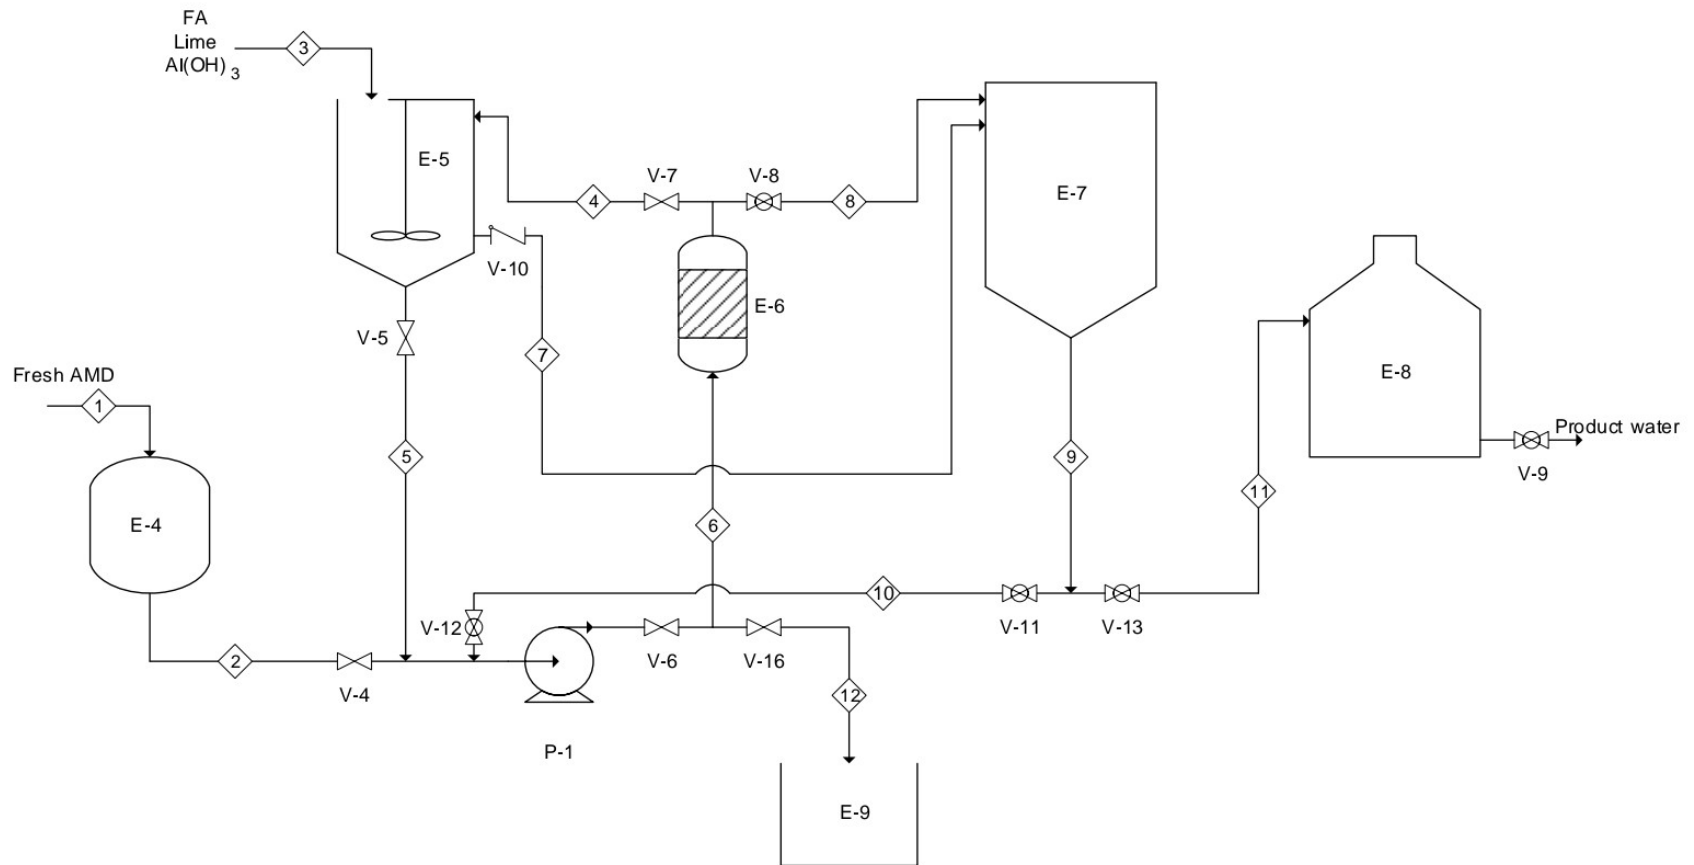 FA
Lime
Al(OH) 3
3
E-5
V-7
V-8
4
8
E-7
V-10
E-6
V-5
7
E-8
Fresh AMD
1
5
9
Product water
V-9
11
E-4
6
10
V-12
V-11
V-13
2
V-4
V-6
V-16
12
P-1
E-9